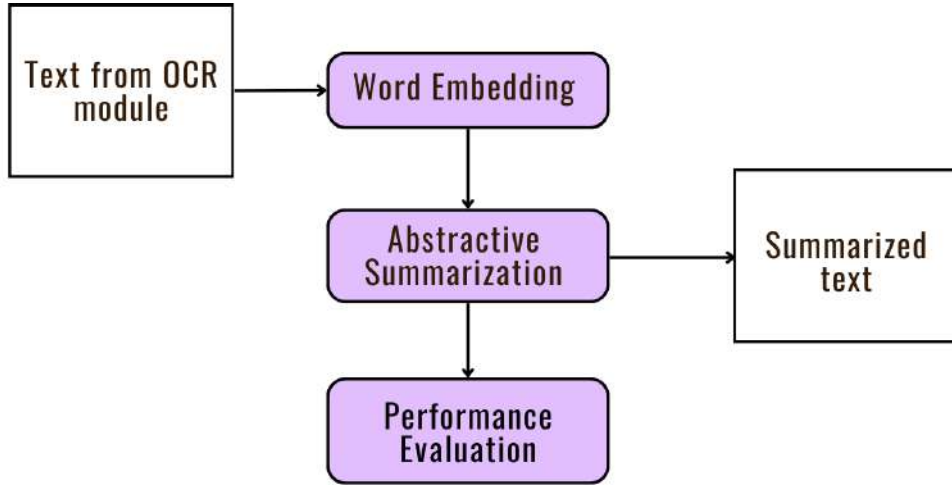 Text from OCR
module
Word Embedding
Abstractive
Summarization
Summarized
text
Performance
Evaluation